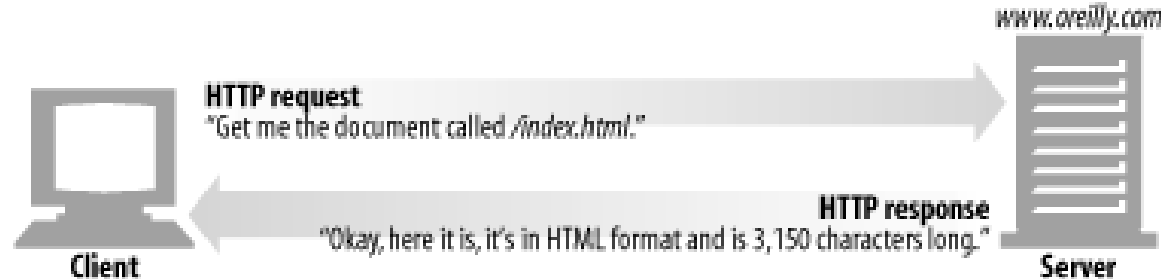 www.oreilly.com
HTTP request
"Get me the document called /index.html."
HTTP response
"Okay, here it is, it's in HTML format and is 3,150 characters long."
Client
Server